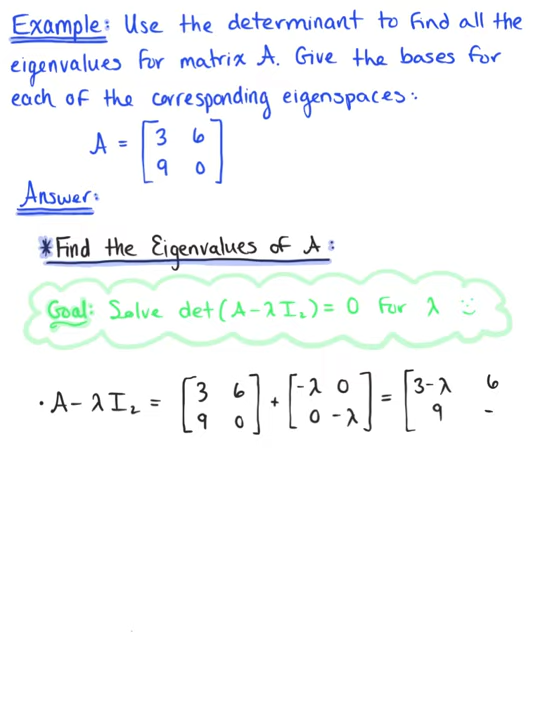 Example: Use the determinant to find all the
eigenvalues for matrix A. Give the bases for
each of the corresponding eigenspaces:
A = [3 6
9 0]
Answer:
*Find the Eigenvalues of A:
Goal: Solve det(A-λI₂)= 0 for λ :)
· A-λI₂ = [3 6 9 0] + [-λ 0 0 -λ] = [3-λ 6 9 -